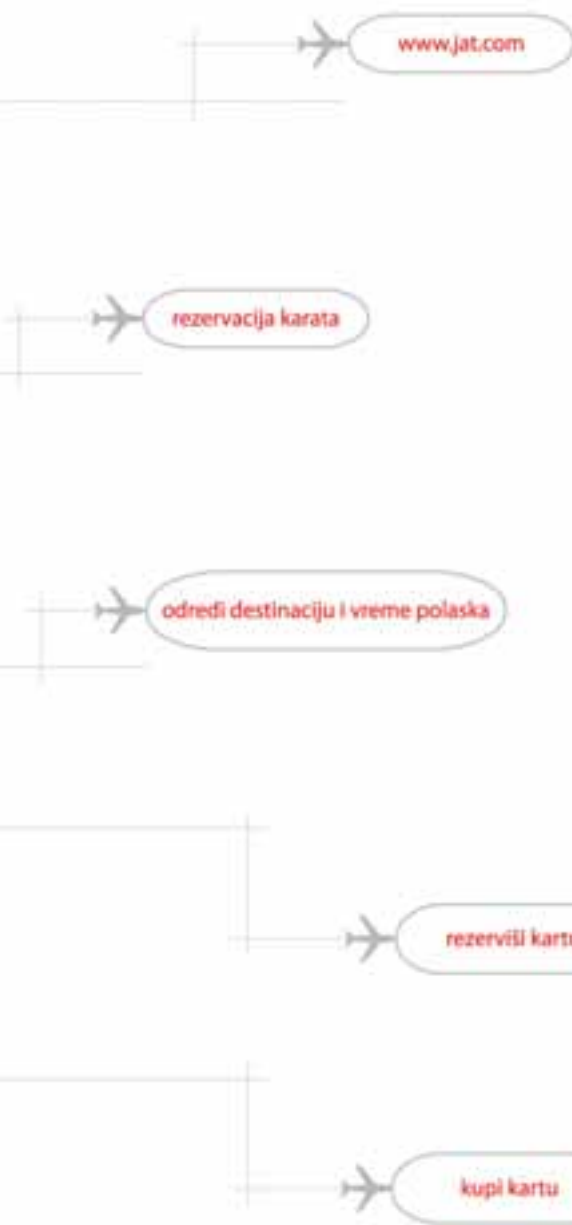 www.jat.com
rezervacija karata
odredi destinaciju i vreme polaska
rezerviši
kupi kartu